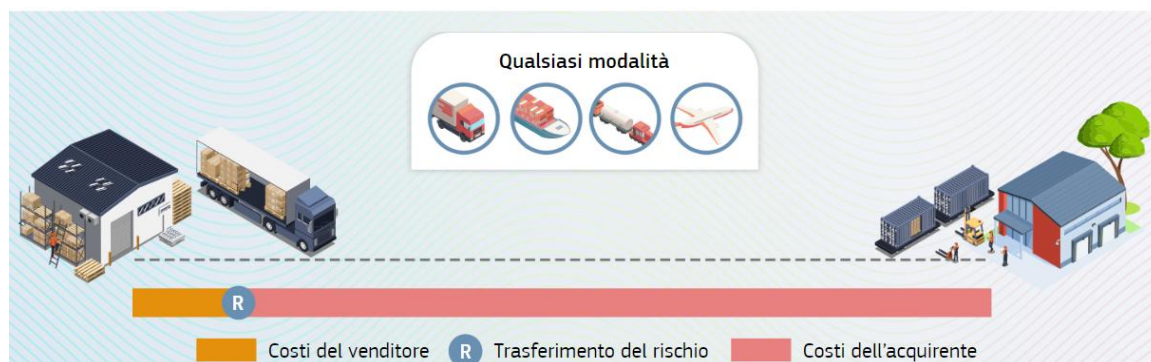 Qualsiasi modalità
R
Costi del venditore R Trasferimento del rischio Costi dell'acquirente